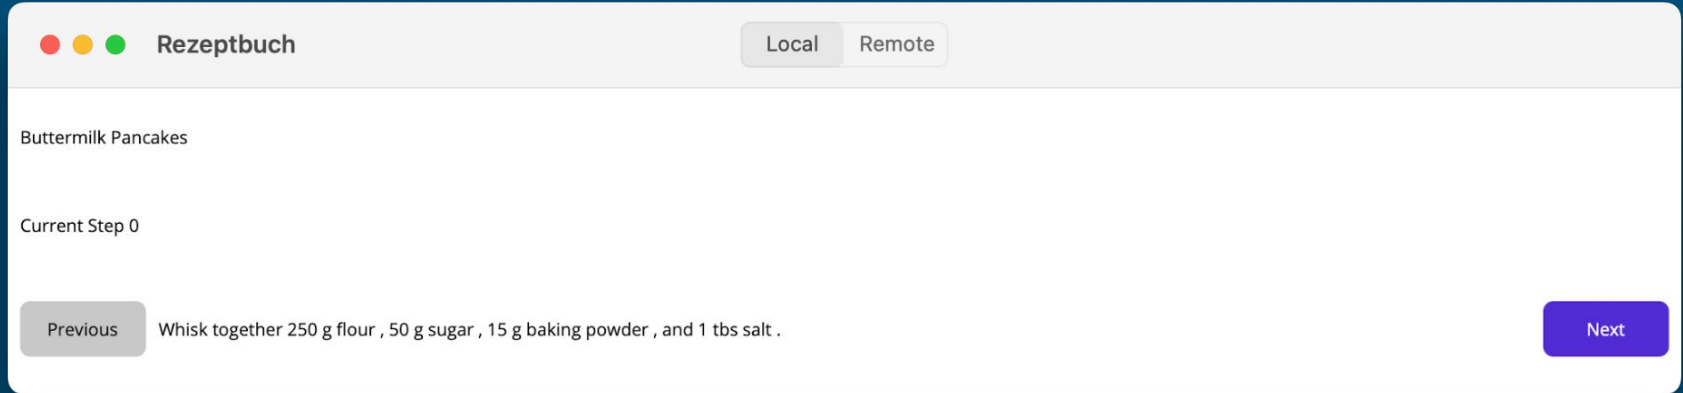 Rezeptbuch
Local Remote
Buttermilk Pancakes
Current Step 0
Previous Whisk together 250 g flour , 50 g sugar , 15 g baking powder , and 1 tbs salt . Next